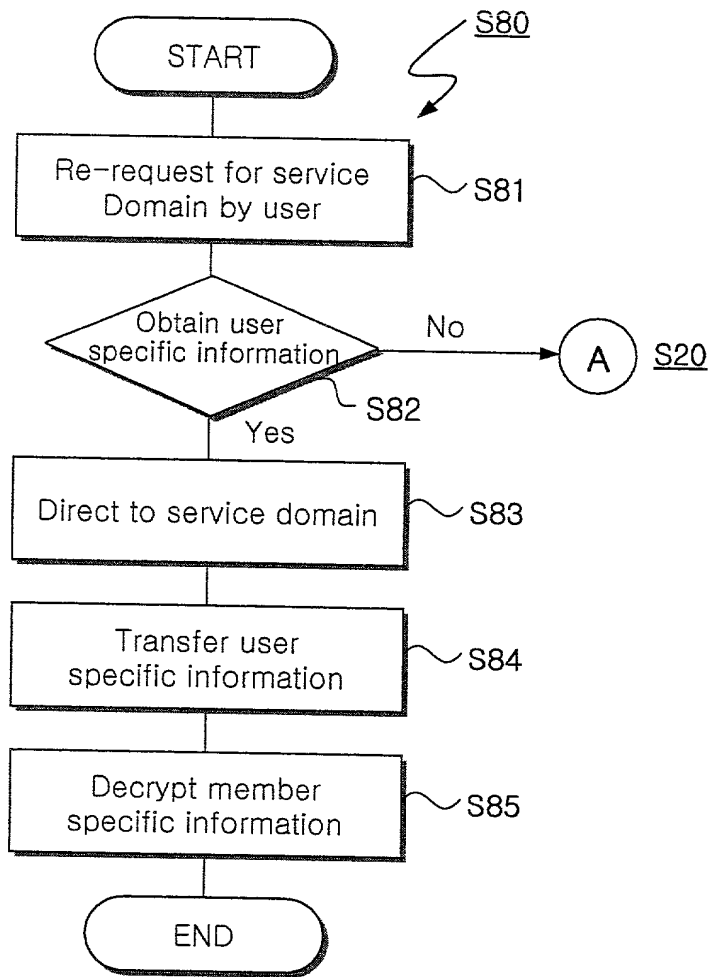 START
S80
Re-request for service
Domain by user
S81
Obtain user
specific information
No
A
S20
S82
Yes
Direct to service domain
S83
Transfer user
specific information
S84
Decrypt member
specific information
S85
END